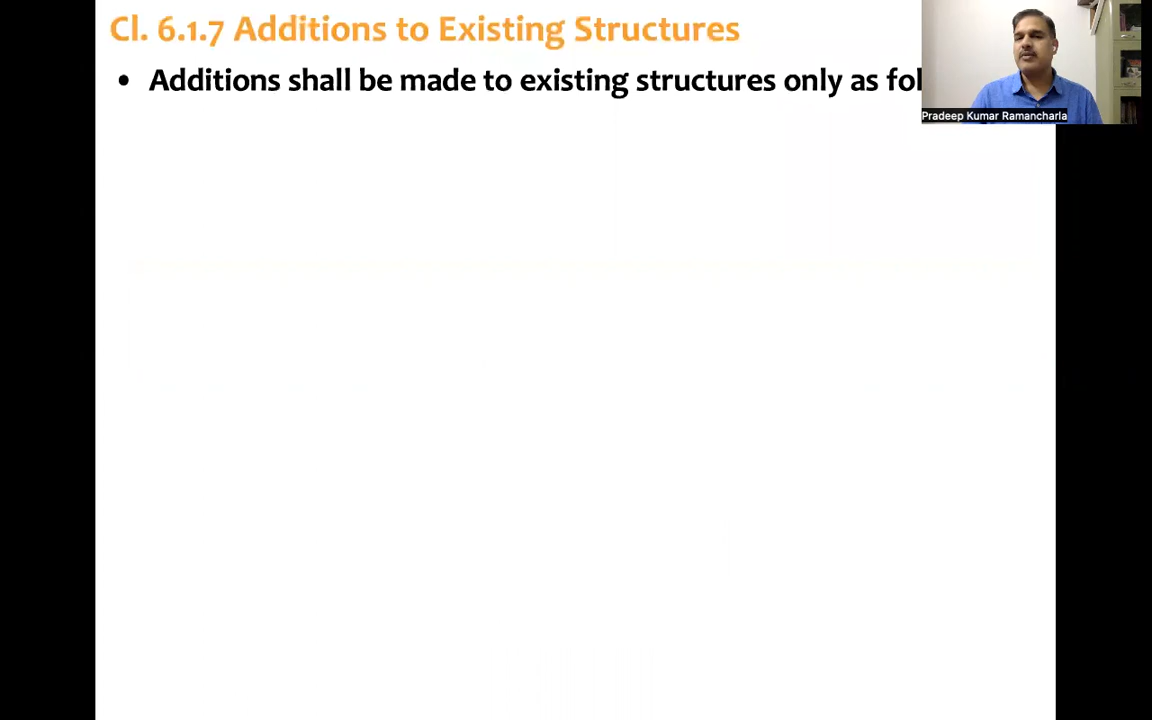 Cl. 6.1.7 Additions to Existing Structures
• Additions shall be made to existing structures only as
Pradeep Kumar Ramancharla